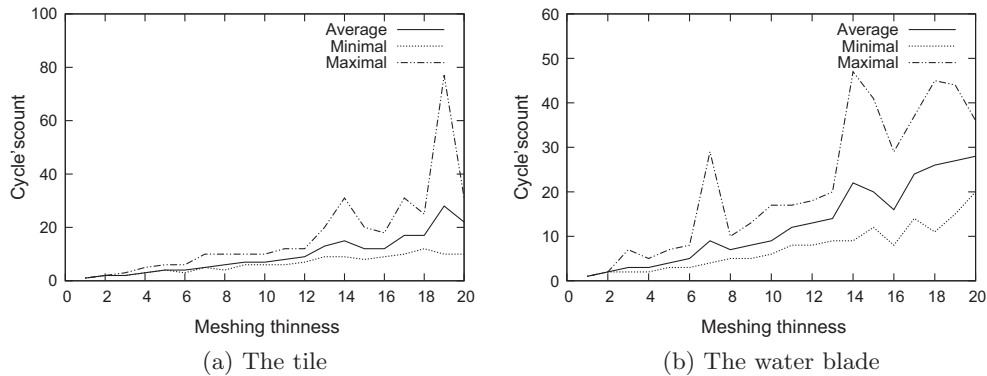 100
80
60
40
20
0
Cycle'scount
Average
Minimal
Maximal
0 2 4 6 8 10 12 14 16 18 20
Meshing thinness
(a) The tile
60
50
40
30
20
10
0
Cycle'scount
Average
Minimal
Maximal
0 2 4 6 8 10 12 14 16 18 20
Meshing thinness
(b) The water blade